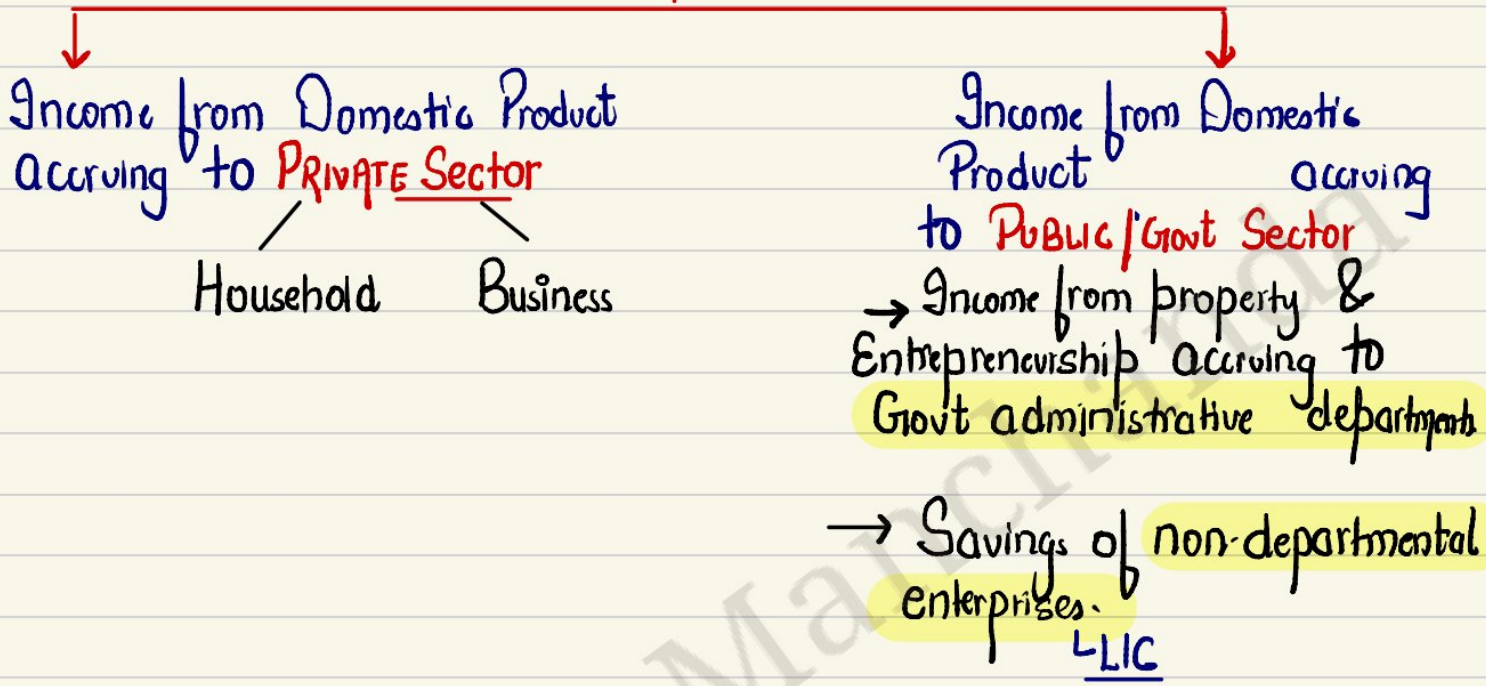 Income from Domestic Product
accruing to PRIVATE Sector
Household Business
Income from Domestic
Product accruing
to PUBLIC/Govt Sector
→ Income from property &
Entrepreneurship accruing to
Govt administrative departments
→ Savings of non-departmental
enterprises.
LIC
Manchanda